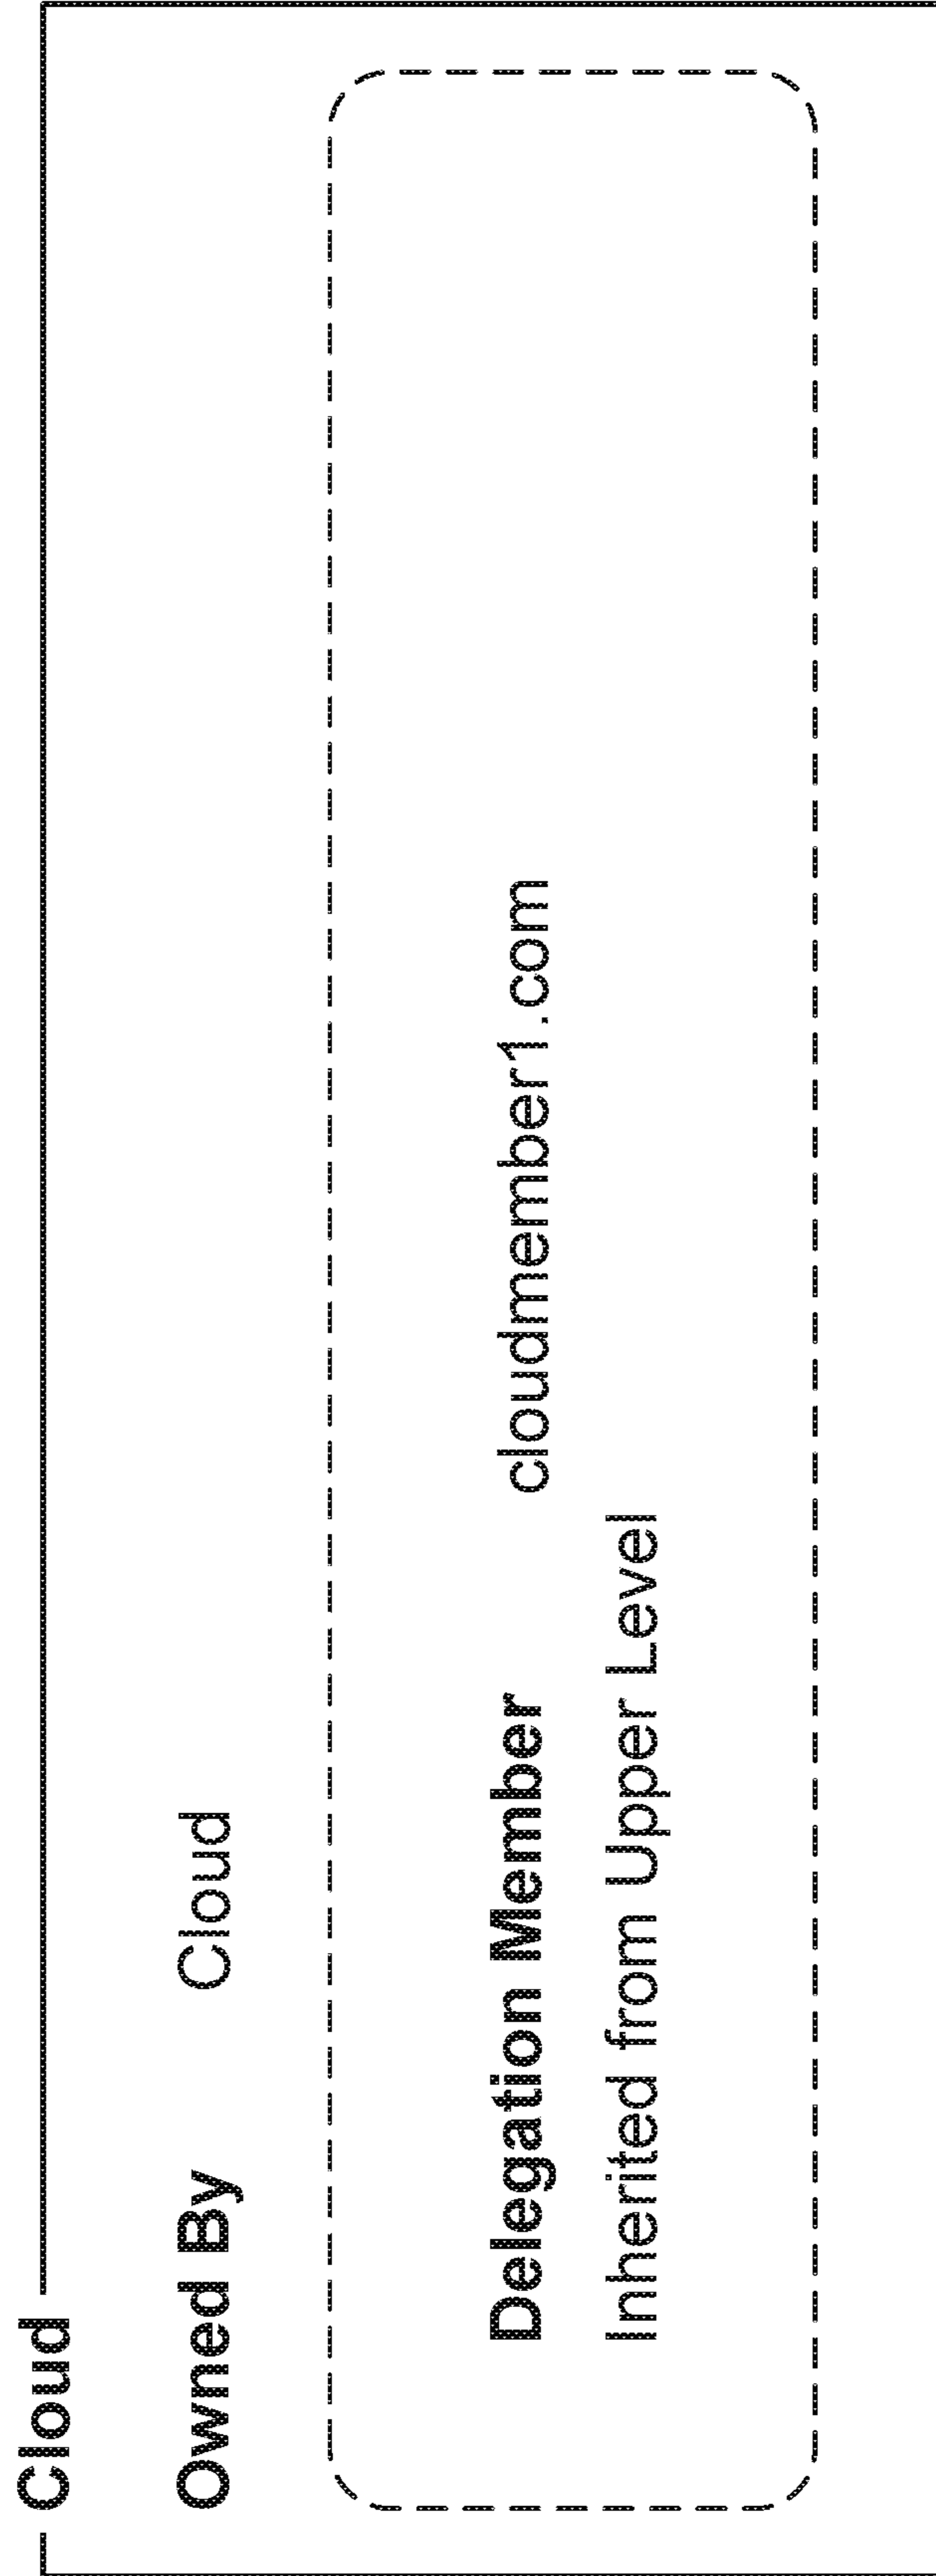 Cloud
Owned By Cloud
Delegation Member cloudmember1.com
Inherited from Upper Level